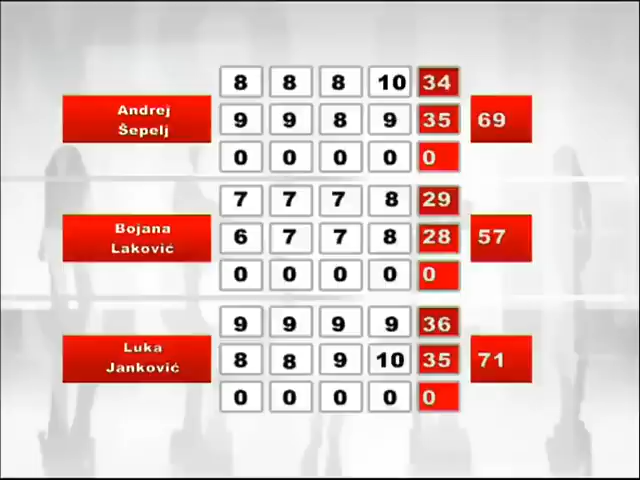 8 8 8 10 34
Andrej
Šepelj
9 9 8 9 35 69
0 0 0 0 0
7 7 7 8 29
Bojana
Laković
6 7 7 8 28 57
0 0 0 0 0
9 9 9 9 36
Luka
Janković
8 8 9 10 35 71
0 0 0 0 0